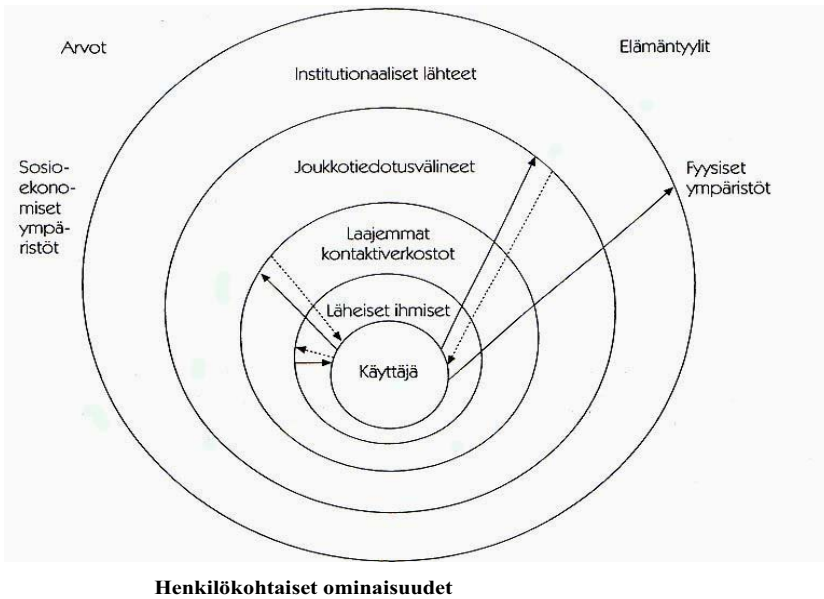 Arvot
Elämäntyylit
Institutionaaliset lähteet
Sosio-
ekono-
miset
ympä-
ristöt
Joukkotiedotusvälineet
Fyysiset
ympäristöt
Laajemmat
kontaktiverkostot
Läheiset ihmiset
Käyttäjä
Henkilökohtaiset ominaisuudet